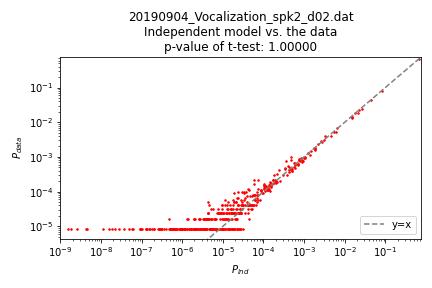 20190904_Vocalization_spk2_d02.dat
Independent model vs. the data
p-value of t-test: 1.00000
10⁻¹
10⁻²
10⁻³
10⁻⁴
10⁻⁵
P_data
y=x
10⁻⁹ 10⁻⁸ 10⁻⁷ 10⁻⁶ 10⁻⁵ 10⁻⁴ 10⁻³ 10⁻² 10⁻¹
P_ind